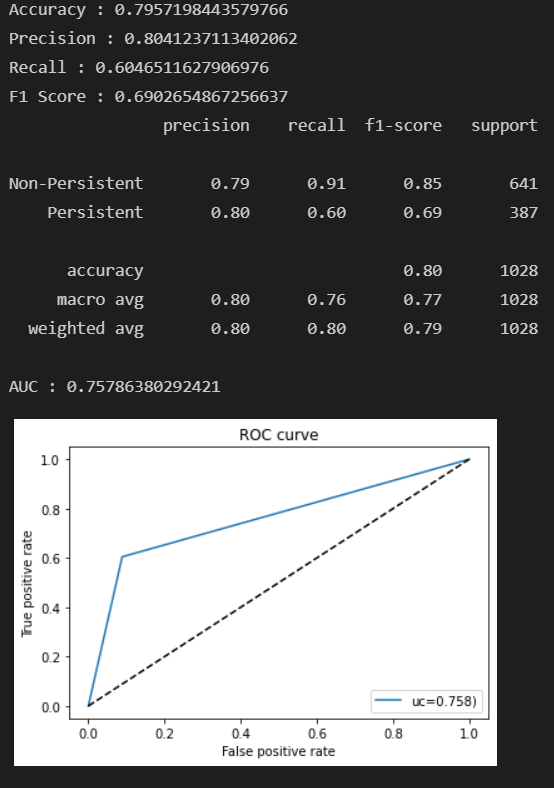 Accuracy : 0.7957198443579766
Precision : 0.8041237113402062
Recall : 0.6046511627906976
F1 Score : 0.6902654867256637
precision recall f1-score support
Non-Persistent 0.79 0.91 0.85 641
Persistent 0.80 0.60 0.69 387
accuracy 0.80 1028
macro avg 0.80 0.76 0.77 1028
weighted avg 0.80 0.80 0.79 1028
AUC : 0.75786380292421
ROC curve
1.0
0.8
0.6
0.4
0.2
0.0
True positive rate
uc=0.758)
0.0 0.2 0.4 0.6 0.8 1.0
False positive rate